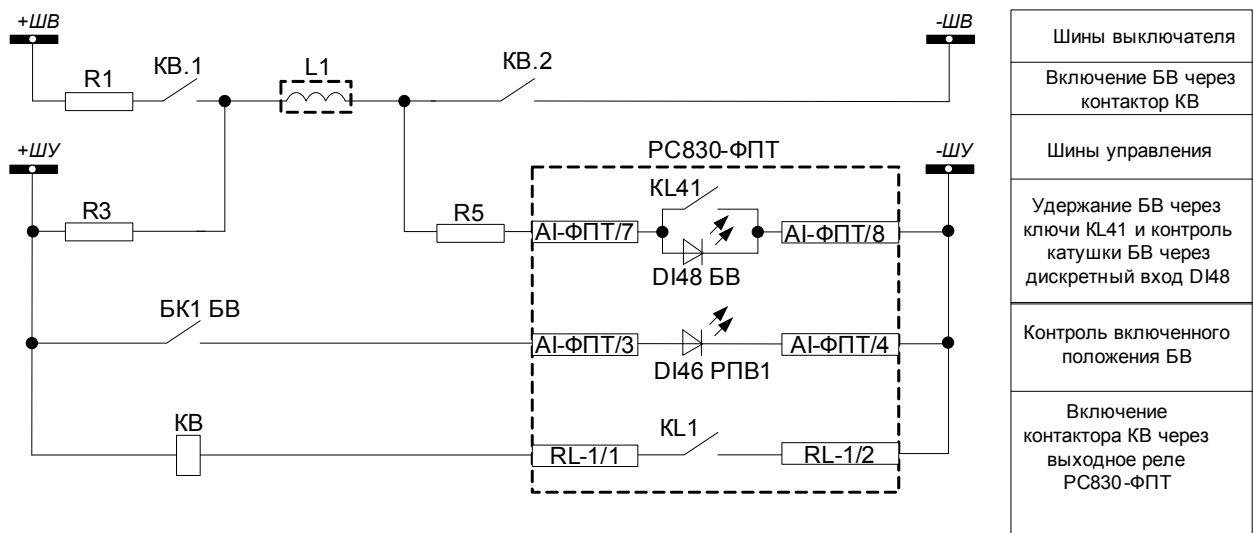 +ШВ
-ШВ
R1
КВ.1
L1
КВ.2
+ШУ
-ШУ
РС830-ФПТ
KL41
R3
R5
AI-ФПТ/7
AI-ФПТ/8
DI48 БВ
БК1 БВ
AI-ФПТ/3
AI-ФПТ/4
DI46 РПВ1
КВ
KL1
RL-1/1
RL-1/2
Шины выключателя
Включение БВ через
контактор КВ
Шины управления
Удержание БВ через
ключи KL41 и контроль
катушки БВ через
дискретный вход DI48
Контроль включенного
положения БВ
Включение
контактора КВ через
выходное реле
РС830-ФПТ